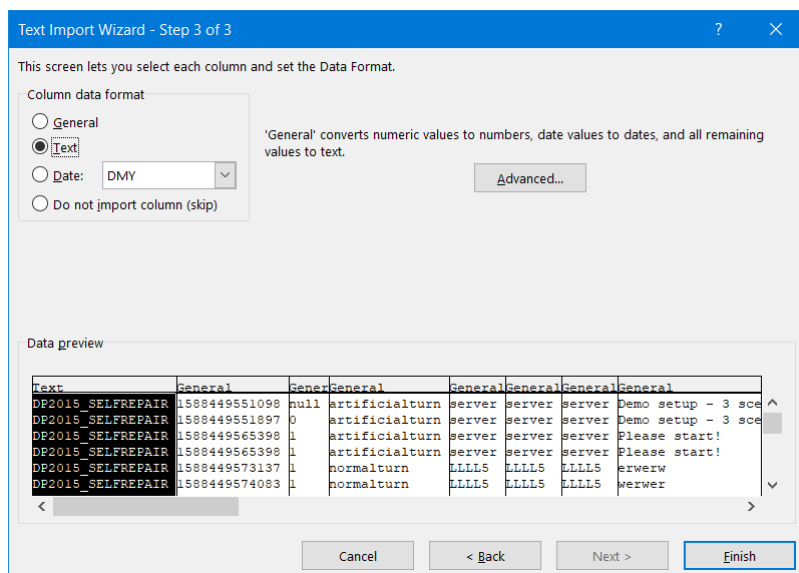 Text Import Wizard - Step 3 of 3 ?
This screen lets you select each column and set the Data Format.
Column data format
General
Text
Date: DMY
Do not import column (skip)
'General' converts numeric values to numbers, date values to dates, and all remaining
values to text.
Advanced...
Data preview
Text General Gener General General General General General
DP2015_SELFREPAIR 1588449551098 null artificialturn server server server Demo setup - 3 sce
DP2015_SELFREPAIR 1588449551897 0 artificialturn server server server Demo setup - 3 sce
DP2015_SELFREPAIR 1588449565398 1 artificialturn server server server Please start!
DP2015_SELFREPAIR 1588449565398 1 artificialturn server server server Please start!
DP2015_SELFREPAIR 1588449573137 1 normalturn LLLL5 LLLL5 LLLL5 erwerw
DP2015_SELFREPAIR 1588449574083 1 normalturn LLLL5 LLLL5 LLLL5 werwer
Cancel < Back Next > Finish